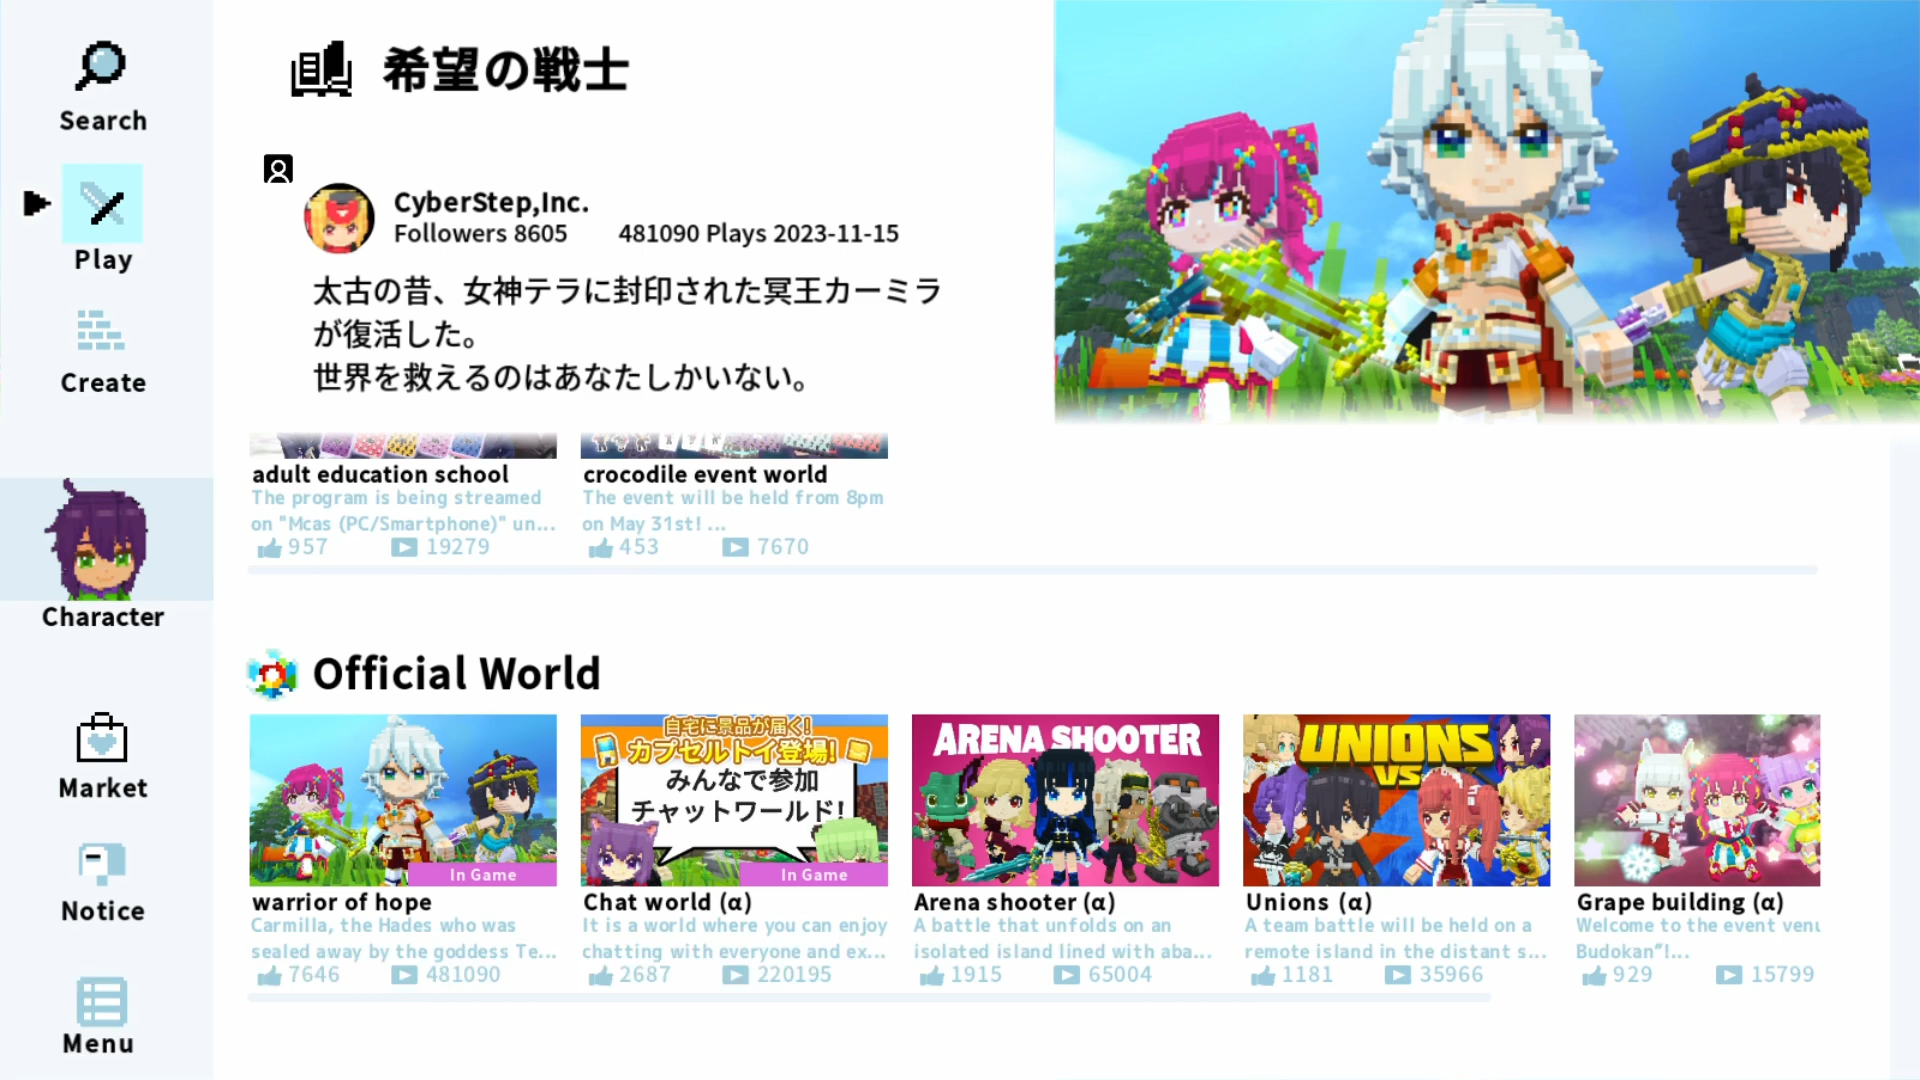 Search
Play
Create
Character
Market
Notice
Menu
希望の戦士
CyberStep,Inc.
Followers 8605 481090 Plays 2023-11-15
太古の昔、女神テラに封印された冥王カーミラ
が復活した。
世界を救えるのはあなたしかいない。
adult education school
The program is being streamed
on "Mcas (PC/Smartphone)" un...
957 19279
crocodile event world
The event will be held from 8pm
on May 31st! ...
453 7670
Official World
In Game
warrior of hope
Carmilla, the Hades who was
sealed away by the goddess Te...
7646 481090
自宅に景品が届く!
カプセルトイ登場!
みんなで参加
チャットワールド!
In Game
Chat world (α)
It is a world where you can enjoy
chatting with everyone and ex...
2687 220195
ARENA SHOOTER
Arena shooter (α)
A battle that unfolds on an
isolated island lined with aba...
1915 65004
UNIONS
VS
Unions (α)
A team battle will be held on a
remote island in the distant s...
1181 35966
Grape building (α)
Welcome to the event venu
Budokan”!...
929 15799